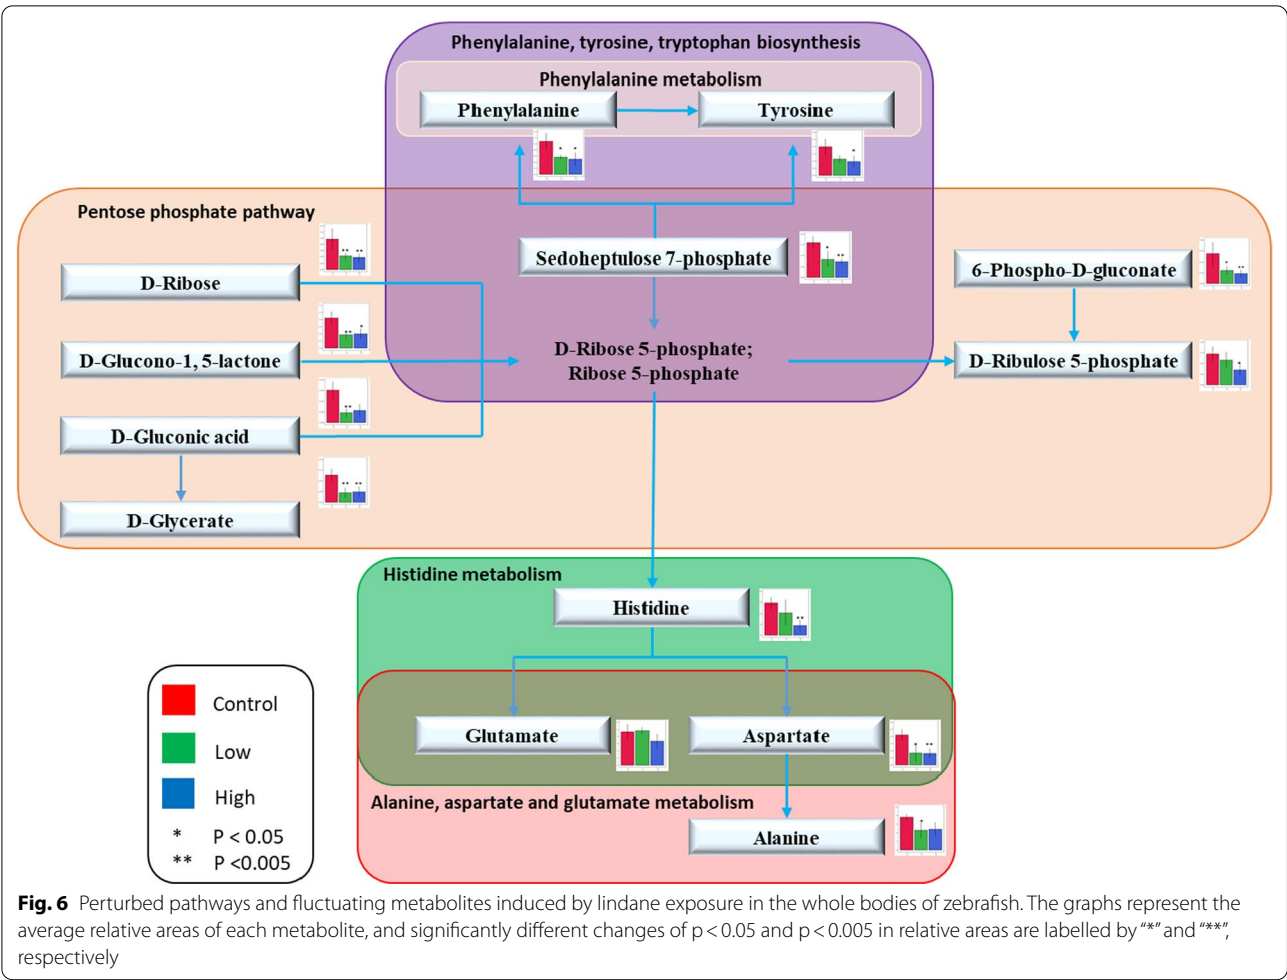 Phenylalanine, tyrosine, tryptophan biosynthesis
Phenylalanine metabolism
Phenylalanine
Tyrosine
* *
*
Pentose phosphate pathway
D-Ribose
** **
Sedoheptulose 7-phosphate
* **
6-Phospho-D-gluconate
* **
D-Glucono-1, 5-lactone
** *
D-Ribose 5-phosphate;
Ribose 5-phosphate
D-Ribulose 5-phosphate
*
D-Gluconic acid
**
D-Glycerate
** **
Histidine metabolism
Histidine
**
Glutamate
Aspartate
* **
Alanine, aspartate and glutamate metabolism
Alanine
*
Control
Low
High
* P < 0.05
** P <0.005
Fig. 6 Perturbed pathways and fluctuating metabolites induced by lindane exposure in the whole bodies of zebrafish. The graphs represent the
average relative areas of each metabolite, and significantly different changes of p < 0.05 and p < 0.005 in relative areas are labelled by “*” and “**”,
respectively